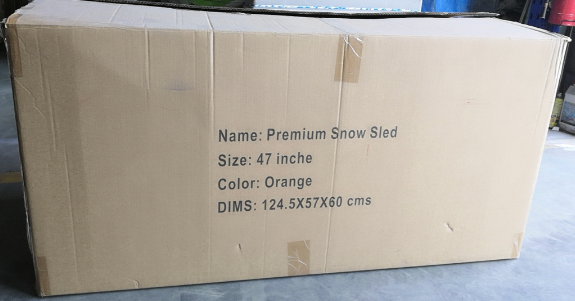 Name: Premium Snow Sled
Size: 47 inche
Color: Orange
DIMS: 124.5X57X60 cms